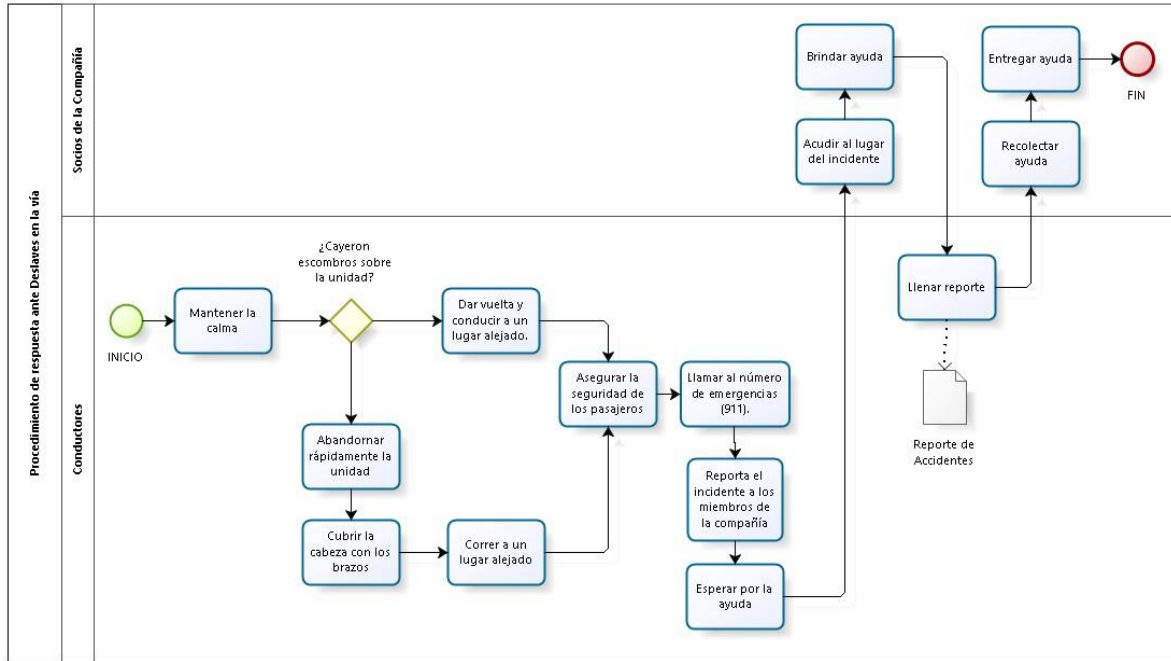 Procedimiento de respuesta ante Deslaves en la vía
Socios de la Compañía
Brindar ayuda
Entregar ayuda
FIN
Acudir al lugar
del incidente
Recolectar
ayuda
Conductores
INICIO
Mantener la
calma
¿Cayeron
escombros sobre
la unidad?
Dar vuelta y
conducir a un
lugar alejado.
Abandornar
rápidamente la
unidad
Cubrir la
cabeza con los
brazos
Correr a un
lugar alejado
Asegurar la
seguridad de
los pasajeros
Llamar al número
de emergencias
(911).
Reporta el
incidente a los
miembros de
la compañía
Esperar por la
ayuda
Llenar reporte
Reporte de
Accidentes